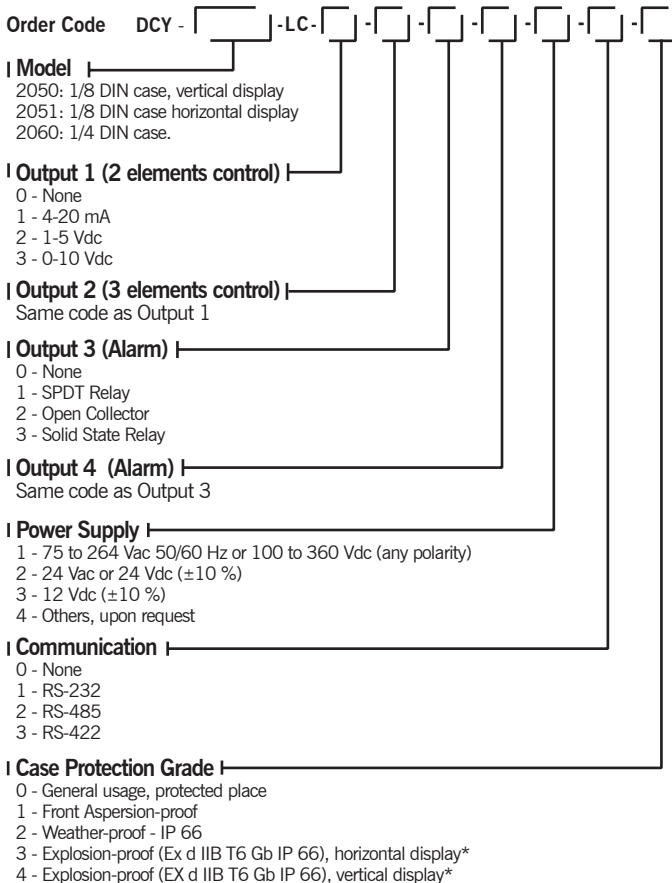 Order Code DCY - -LC- - - - - - -
Model
2050: 1/8 DIN case, vertical display
2051: 1/8 DIN case horizontal display
2060: 1/4 DIN case.
Output 1 (2 elements control)
0 - None
1 - 4-20 mA
2 - 1-5 Vdc
3 - 0-10 Vdc
Output 2 (3 elements control)
Same code as Output 1
Output 3 (Alarm)
0 - None
1 - SPDT Relay
2 - Open Collector
3 - Solid State Relay
Output 4 (Alarm)
Same code as Output 3
Power Supply
1 - 75 to 264 Vac 50/60 Hz or 100 to 360 Vdc (any polarity)
2 - 24 Vac or 24 Vdc (±10 %)
3 - 12 Vdc (±10 %)
4 - Others, upon request
Communication
0 - None
1 - RS-232
2 - RS-485
3 - RS-422
Case Protection Grade
0 - General usage, protected place
1 - Front Aspersion-proof
2 - Weather-proof - IP 66
3 - Explosion-proof (Ex d IIB T6 Gb IP 66), horizontal display*
4 - Explosion-proof (EX d IIB T6 Gb IP 66), vertical display*